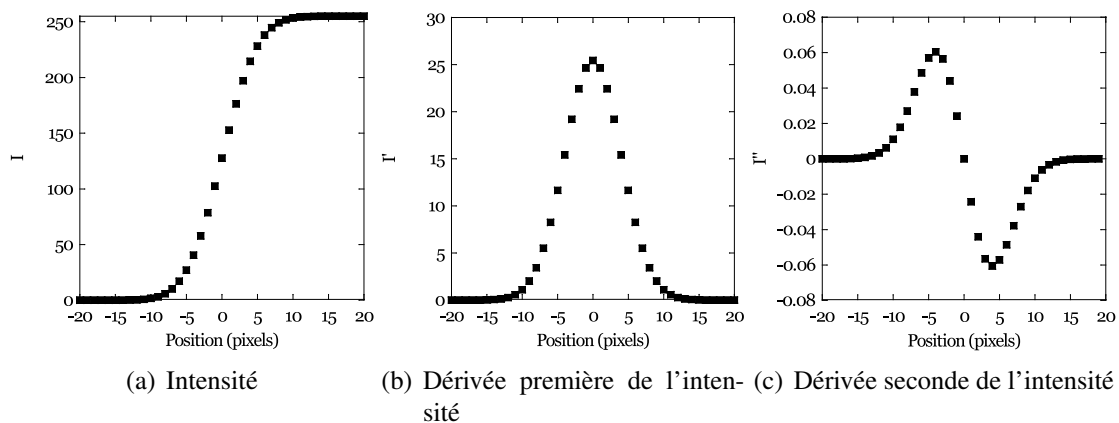 250
200
150
100
50
0
I
-20 -15 -10 -5 0 5 10 15 20
Position (pixels)
(a) Intensité
30
25
20
15
10
5
0
I'
-20 -15 -10 -5 0 5 10 15 20
Position (pixels)
(b) Dérivée première de l'inten-
sité
0.08
0.06
0.04
0.02
0
-0.02
-0.04
-0.06
-0.08
I''
-20 -15 -10 -5 0 5 10 15 20
Position (pixels)
(c) Dérivée seconde de l'intensité